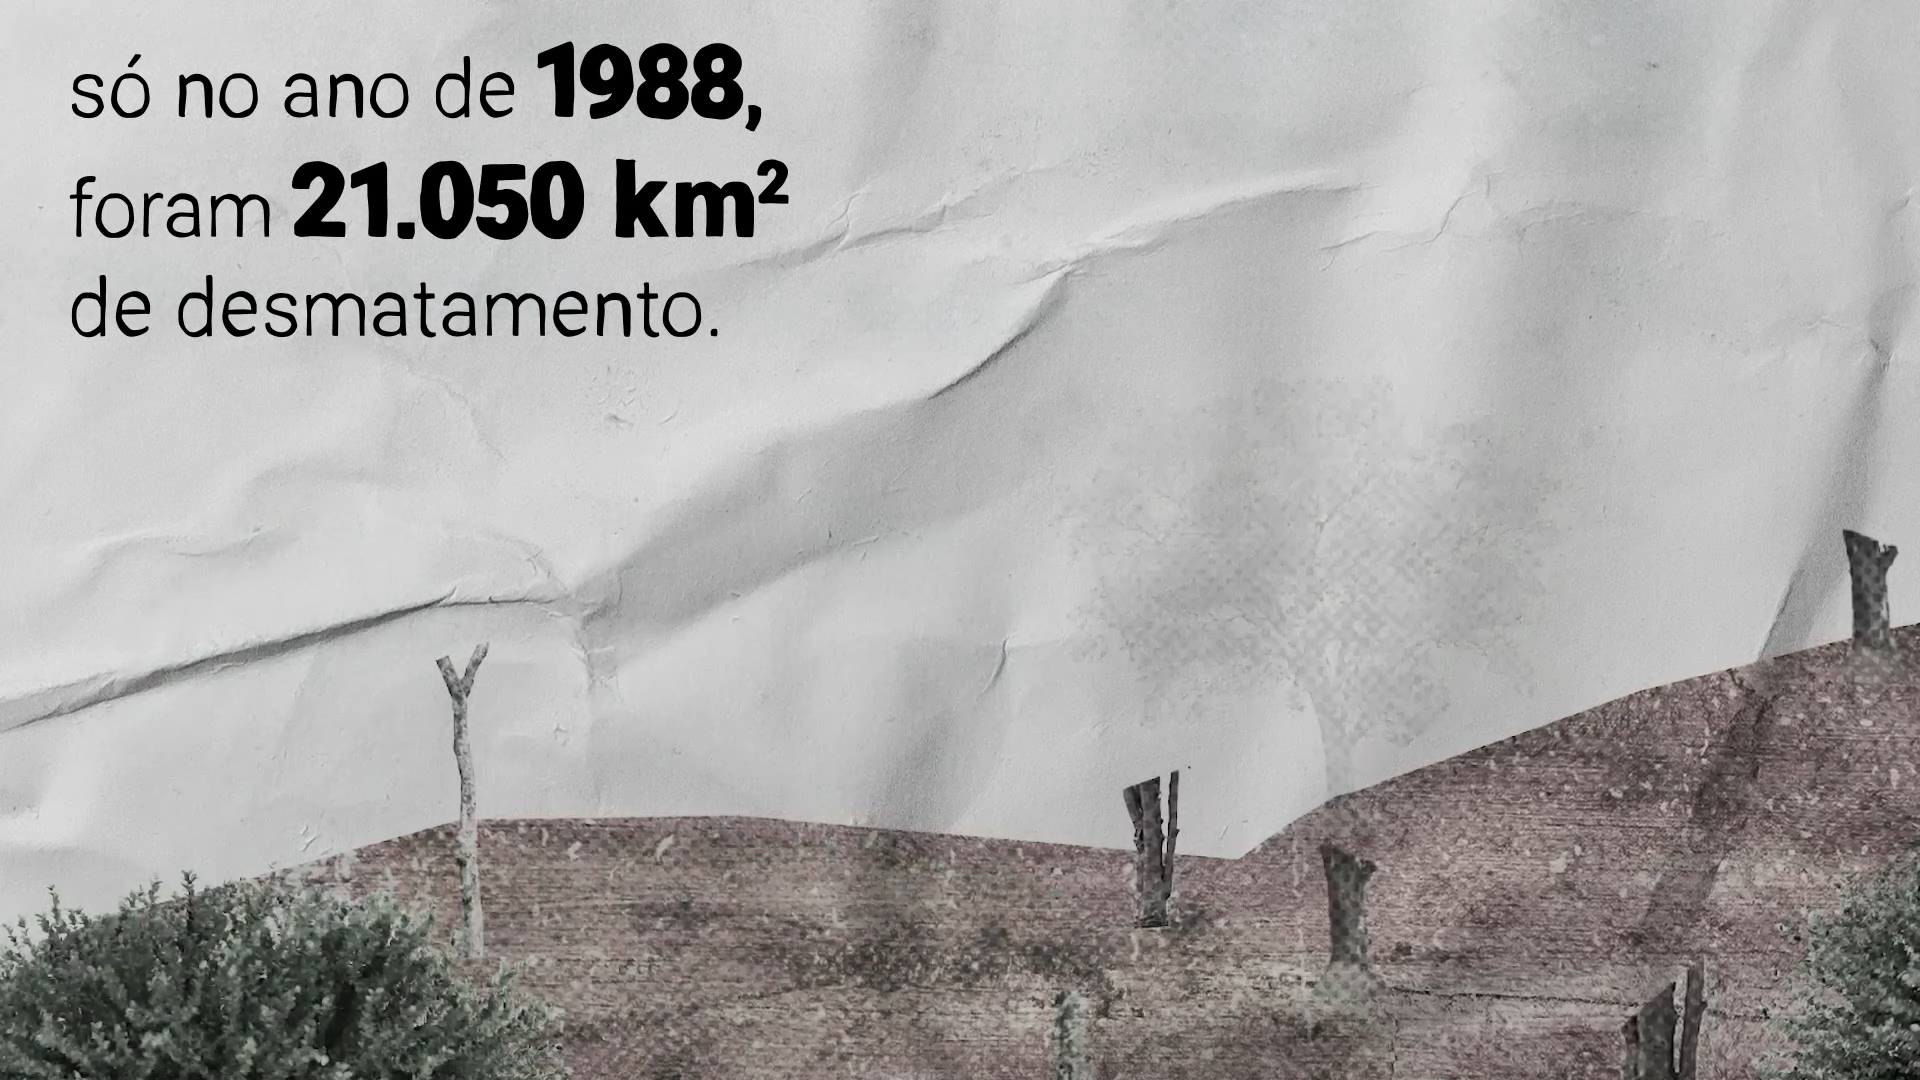 só no ano de 1988,
foram 21.050 km²
de desmatamento.